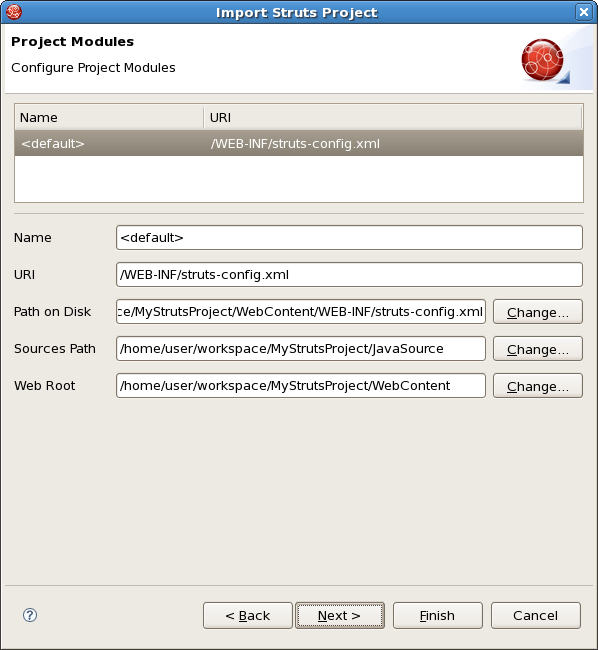 Import Struts Project
Project Modules
Configure Project Modules
Name URI
<default> /WEB-INF/struts-config.xml
Name <default>
URI /WEB-INF/struts-config.xml
Path on Disk ce/MyStrutsProject/WebContent/WEB-INF/struts-config.xml Change...
Sources Path /home/user/workspace/MyStrutsProject/JavaSource Change...
Web Root /home/user/workspace/MyStrutsProject/WebContent Change...
? < Back Next > Finish Cancel